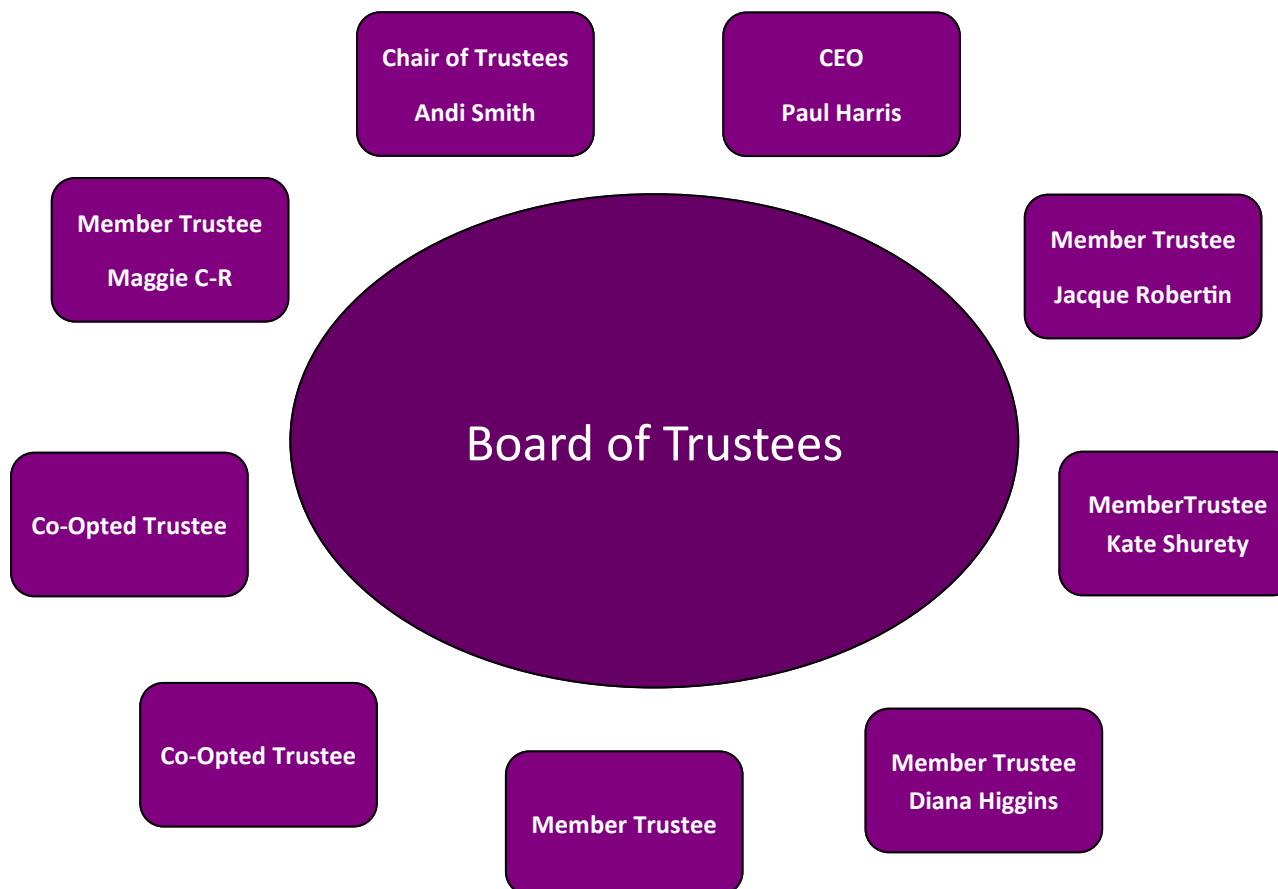 Chair of Trustees
Andi Smith
CEO
Paul Harris
Member Trustee
Maggie C-R
Member Trustee
Jacque Robertin
Board of Trustees
Co-Opted Trustee
MemberTrustee
Kate Shurety
Co-Opted Trustee
Member Trustee
Diana Higgins
Member Trustee